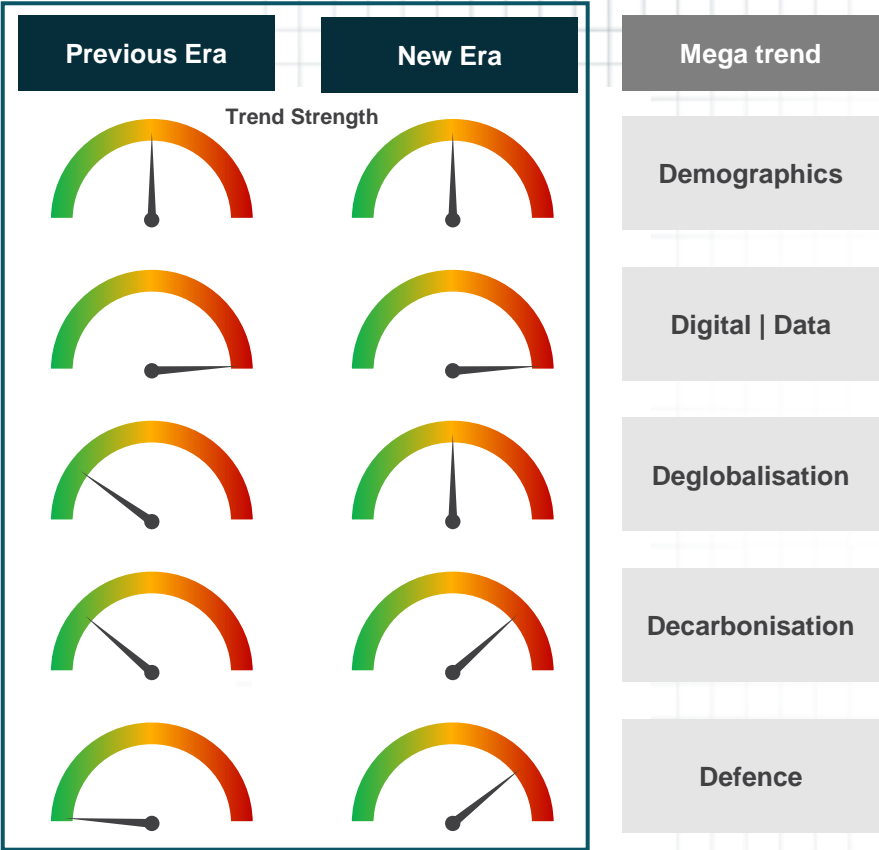 Previous Era
New Era
Mega trend
Trend Strength
Demographics
Digital | Data
Deglobalisation
Decarbonisation
Defence